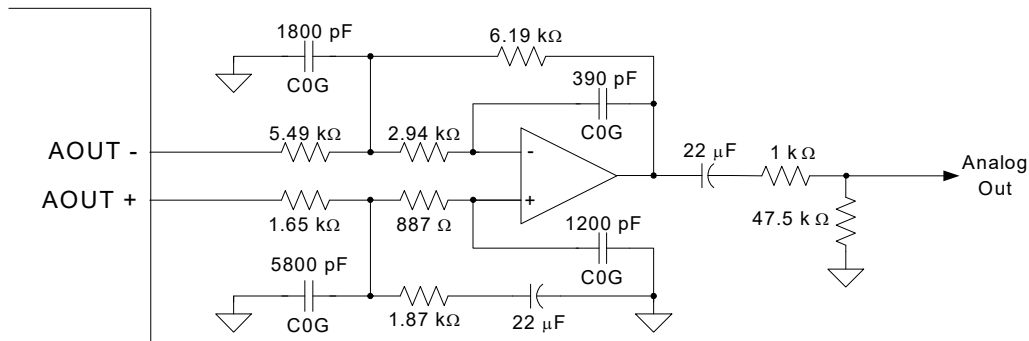 1800 pF
C0G
6.19 kΩ
390 pF
C0G
AOUT -
5.49 kΩ
2.94 kΩ
-
22 μF
1 kΩ
Analog
Out
AOUT +
1.65 kΩ
887 Ω
+
47.5 kΩ
1200 pF
C0G
5800 pF
C0G
1.87 kΩ
22 μF